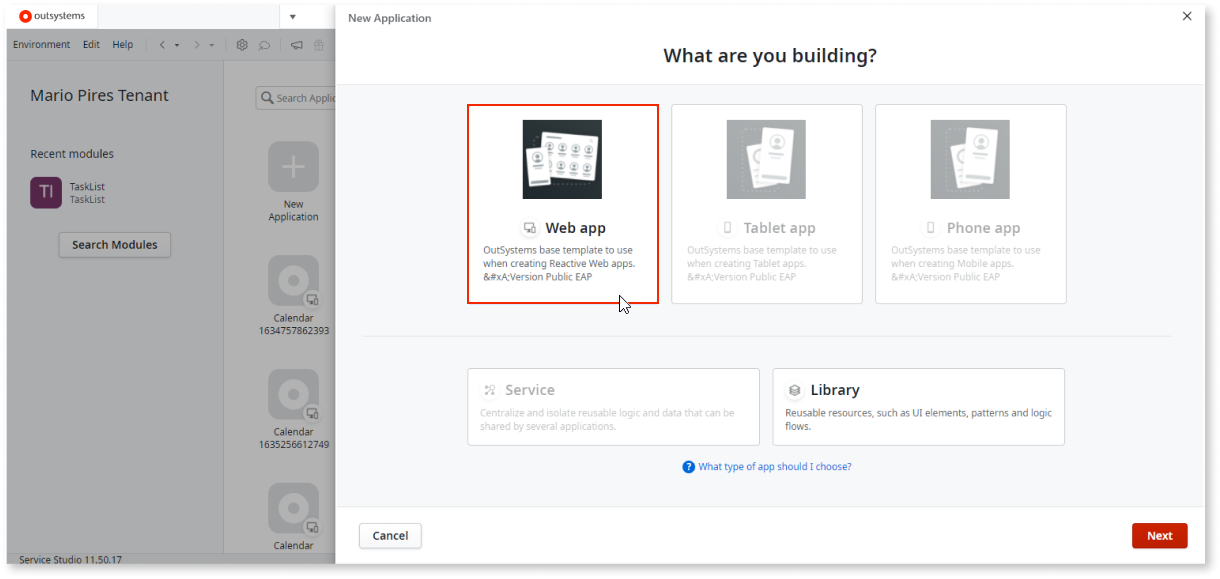 outsystems
New Application
Environment Edit Help
What are you building?
Mario Pires Tenant
Search Applic
Recent modules
TI
TaskList
TaskList
Search Modules
New
Application
Calendar
1634757862393
Calendar
1635256612749
Calendar
Web app
OutSystems base template to use
when creating Reactive Web apps.
&#xA;Version Public EAP
Tablet app
OutSystems base template to use
when creating Tablet apps.
&#xA;Version Public EAP
Phone app
OutSystems base template to use
when creating Mobile apps.
&#xA;Version Public EAP
Service
Centralize and isolate reusable logic and data that can be
shared by several applications.
Library
Reusable resources, such as UI elements, patterns and logic
flows.
? What type of app should I choose?
Cancel
Next
Service Studio 11.50.17